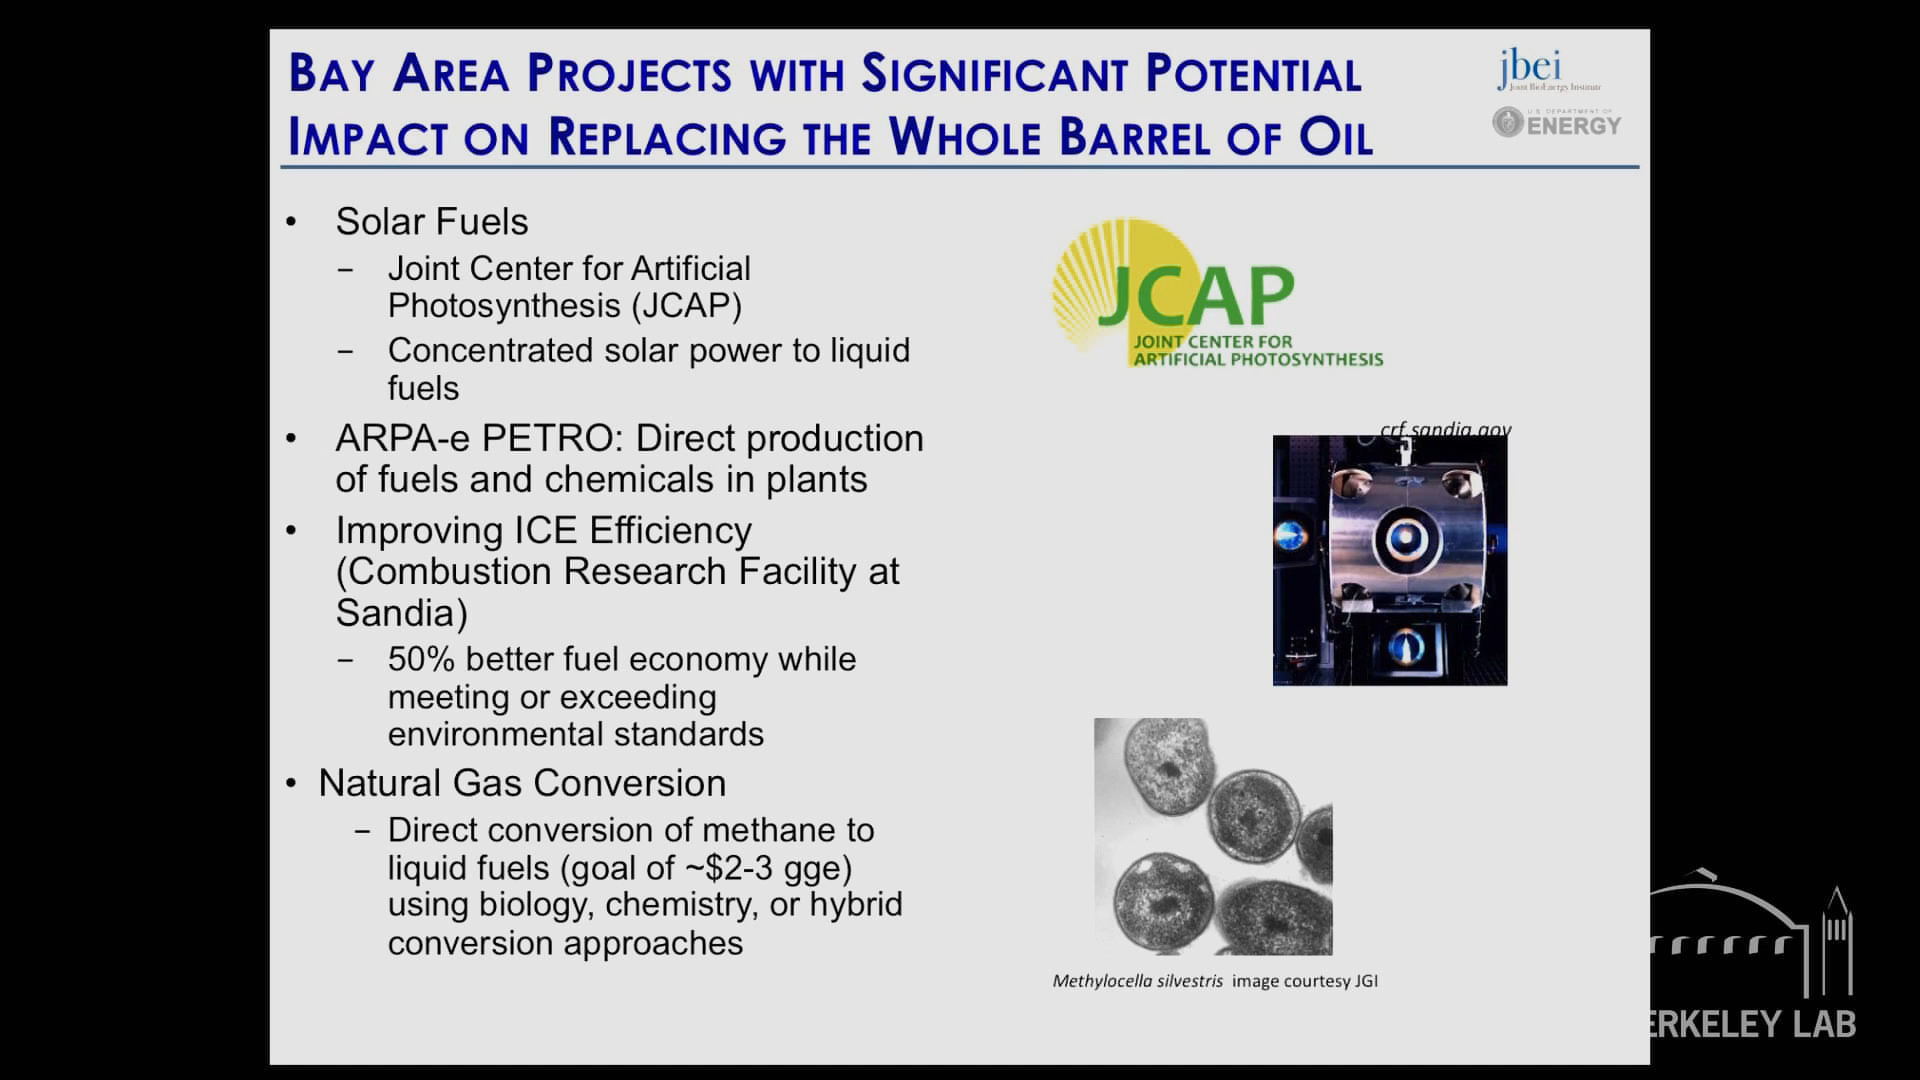 BAY AREA PROJECTS WITH SIGNIFICANT POTENTIAL
IMPACT ON REPLACING THE WHOLE BARREL OF OIL
jbei
Joint BioEnergy Institute
U.S. DEPARTMENT OF
ENERGY
• Solar Fuels
– Joint Center for Artificial
Photosynthesis (JCAP)
– Concentrated solar power to liquid
fuels
• ARPA-e PETRO: Direct production
of fuels and chemicals in plants
• Improving ICE Efficiency
(Combustion Research Facility at
Sandia)
– 50% better fuel economy while
meeting or exceeding
environmental standards
• Natural Gas Conversion
– Direct conversion of methane to
liquid fuels (goal of ~$2-3 gge)
using biology, chemistry, or hybrid
conversion approaches
JCAP
JOINT CENTER FOR
ARTIFICIAL PHOTOSYNTHESIS
crf.sandia.gov
Methylocella silvestris image courtesy JGI
ERKELEY LAB